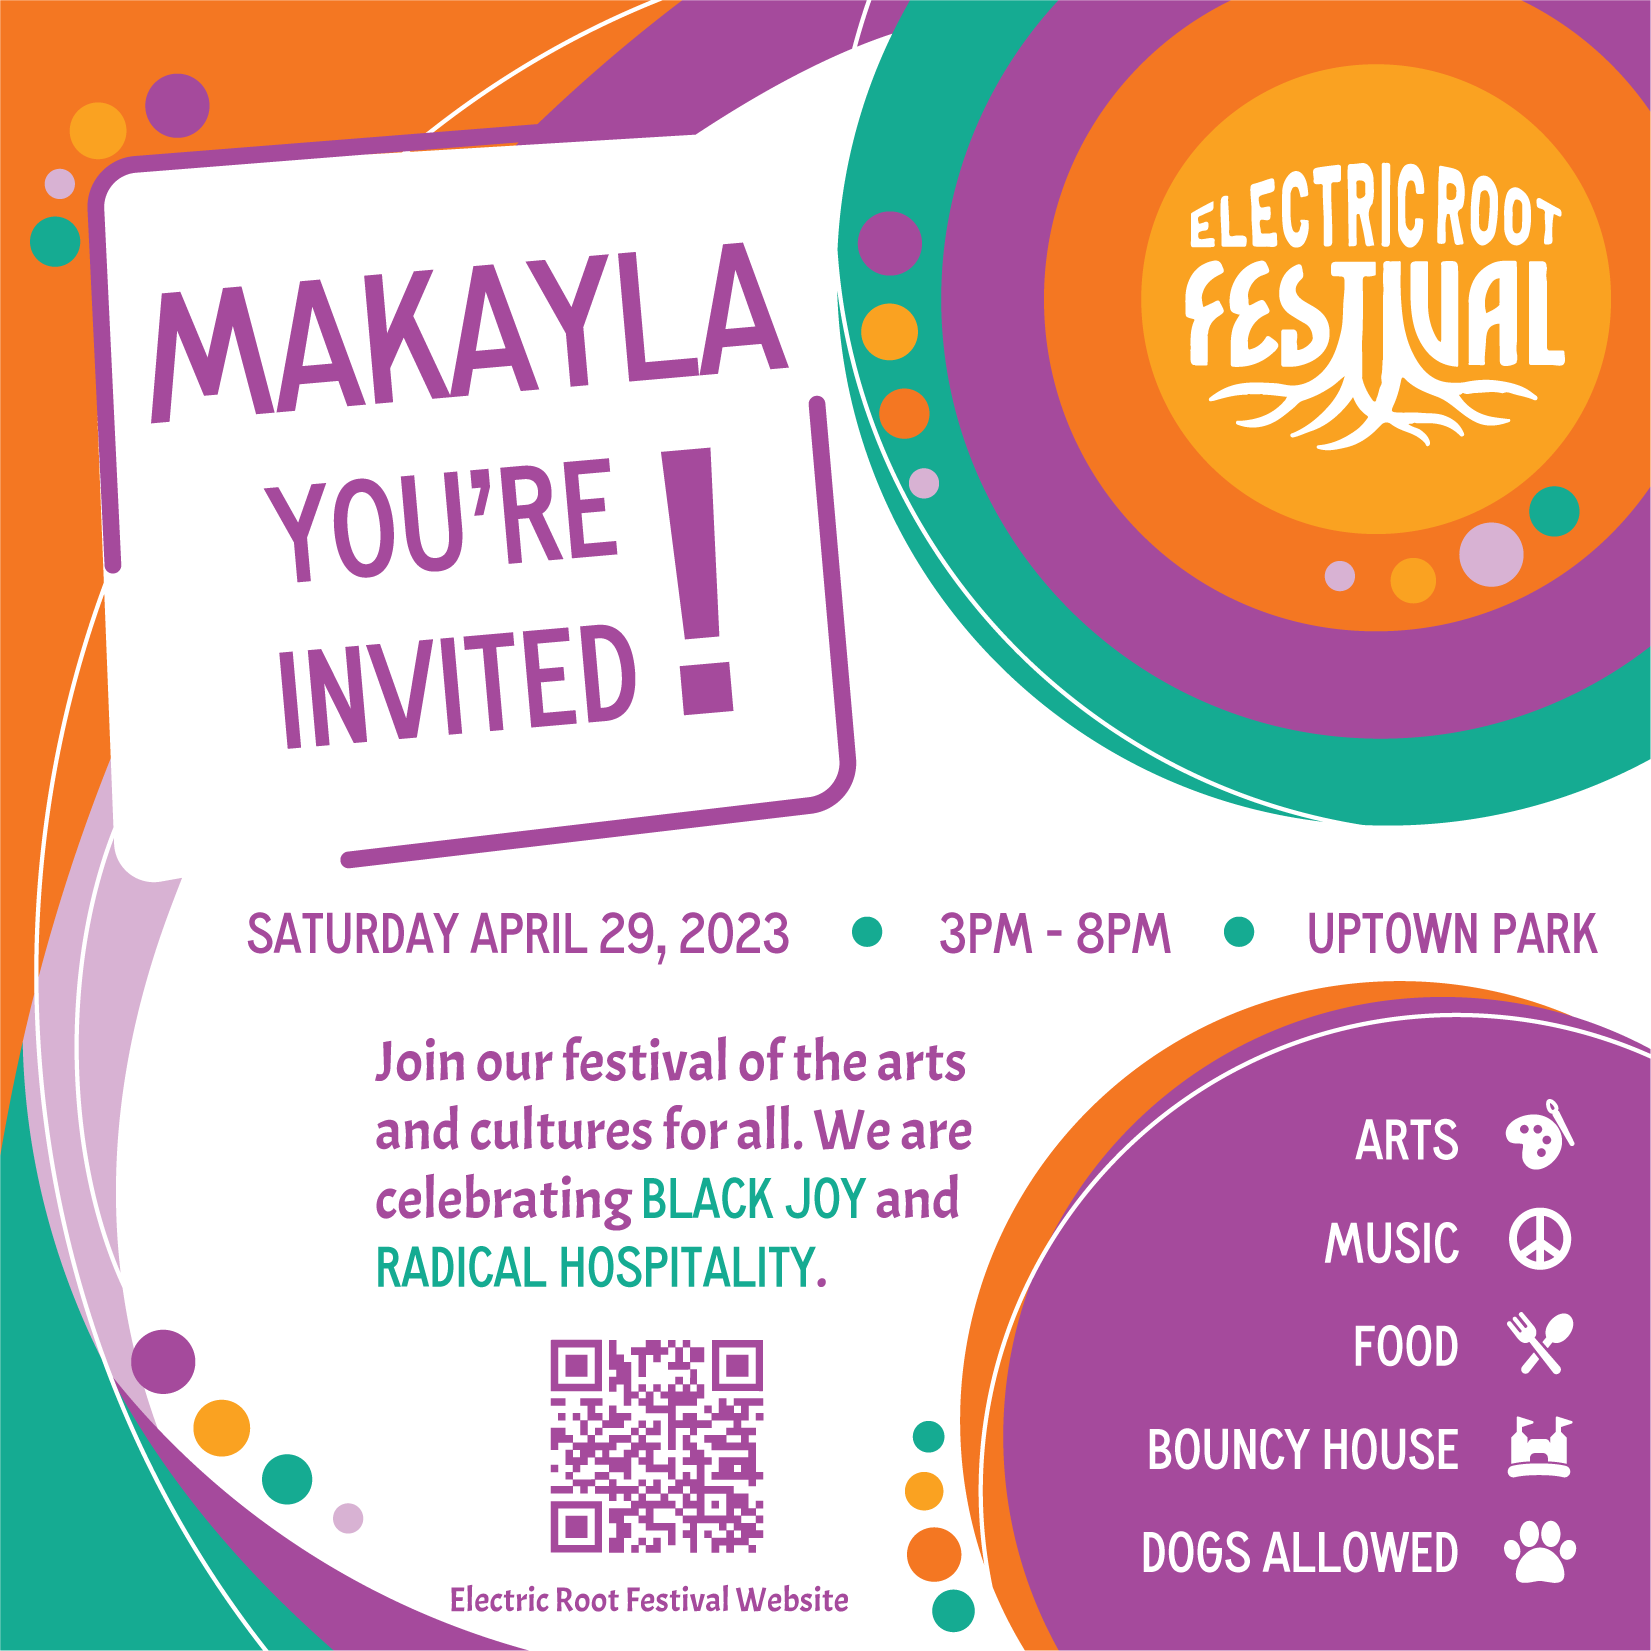 ELECTRIC ROOT
FESTIVAL
MAKAYLA
YOU'RE
INVITED!
SATURDAY APRIL 29, 2023 • 3PM - 8PM • UPTOWN PARK
Join our festival of the arts
and cultures for all. We are
celebrating BLACK JOY and
RADICAL HOSPITALITY.
Electric Root Festival Website
ARTS
MUSIC
FOOD
BOUNCY HOUSE
DOGS ALLOWED